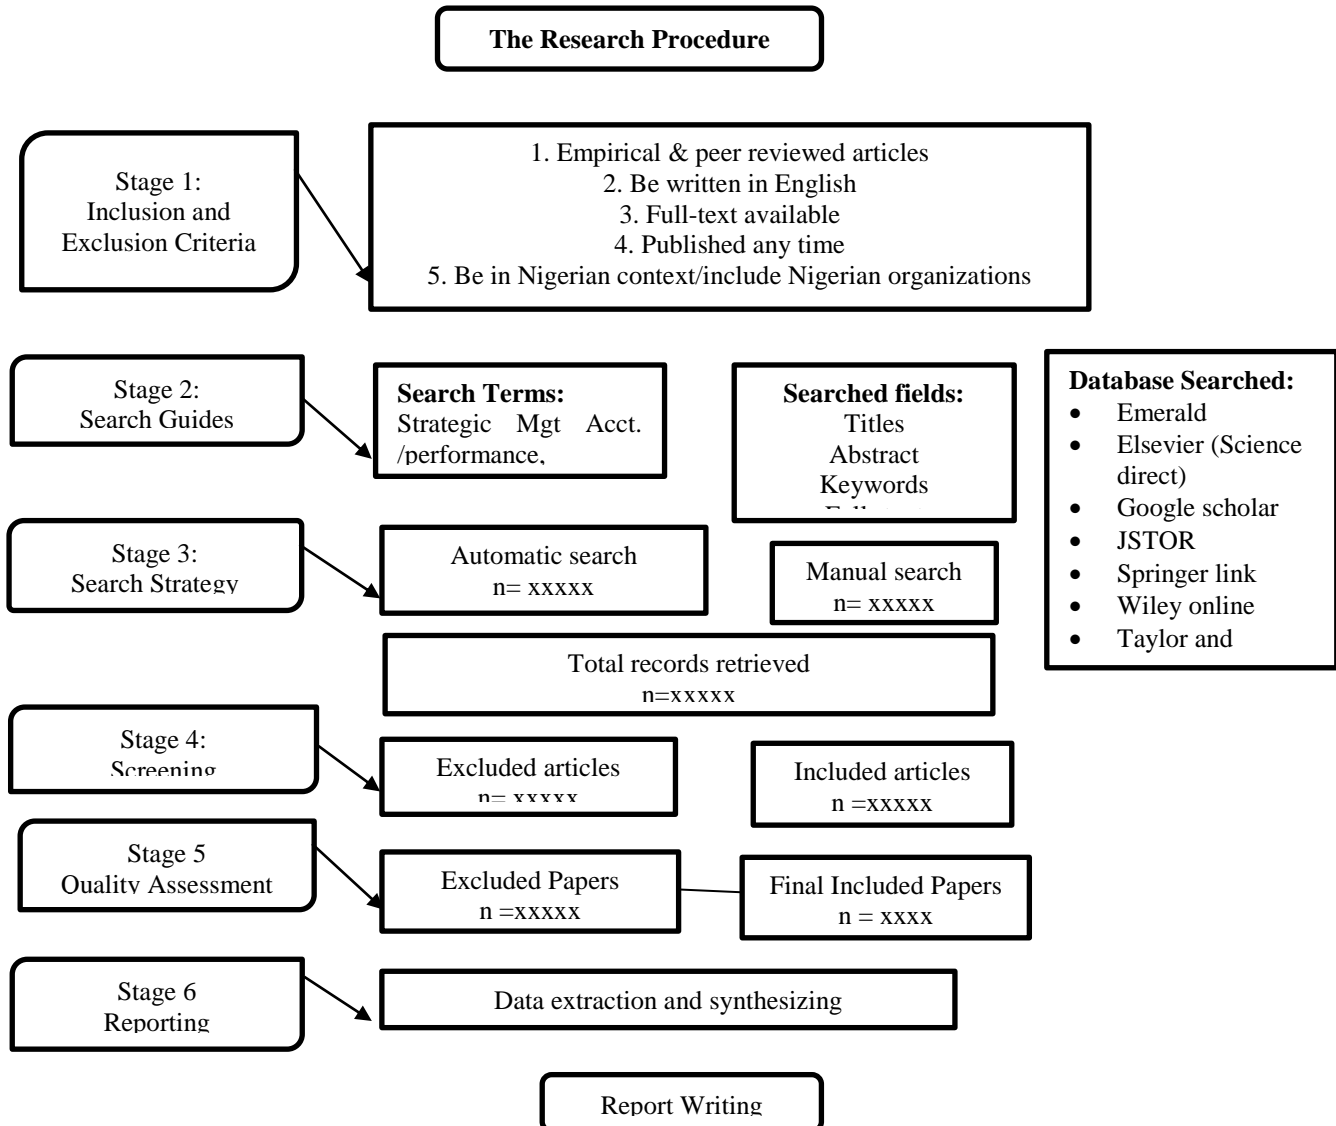 The Research Procedure
Stage 1:
Inclusion and
Exclusion Criteria
1. Empirical & peer reviewed articles
2. Be written in English
3. Full-text available
4. Published any time
5. Be in Nigerian context/include Nigerian organizations
Stage 2:
Search Guides
Search Terms:
Strategic Mgt Acct.
/performance,
Searched fields:
Titles
Abstract
Keywords
Database Searched:
• Emerald
• Elsevier (Science
direct)
• Google scholar
• JSTOR
• Springer link
• Wiley online
• Taylor and
Stage 3:
Search Strategy
Automatic search
n= xxxxx
Manual search
n= xxxxx
Total records retrieved
n=xxxxx
Stage 4:
Screening
Excluded articles
n= xxxxx
Included articles
n =xxxxx
Stage 5
Quality Assessment
Excluded Papers
n =xxxxx
Final Included Papers
n = xxxx
Stage 6
Reporting
Data extraction and synthesizing
Report Writing